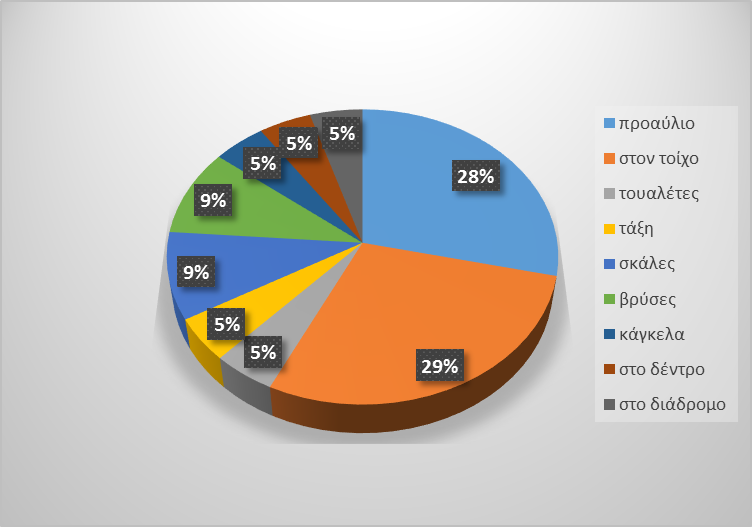 5%
5%
5%
28%
9%
9%
5%
5%
29%
προαύλιο
στον τοίχο
τουαλέτες
τάξη
σκάλες
βρύσες
κάγκελα
στο δέντρο
στο διάδρομο